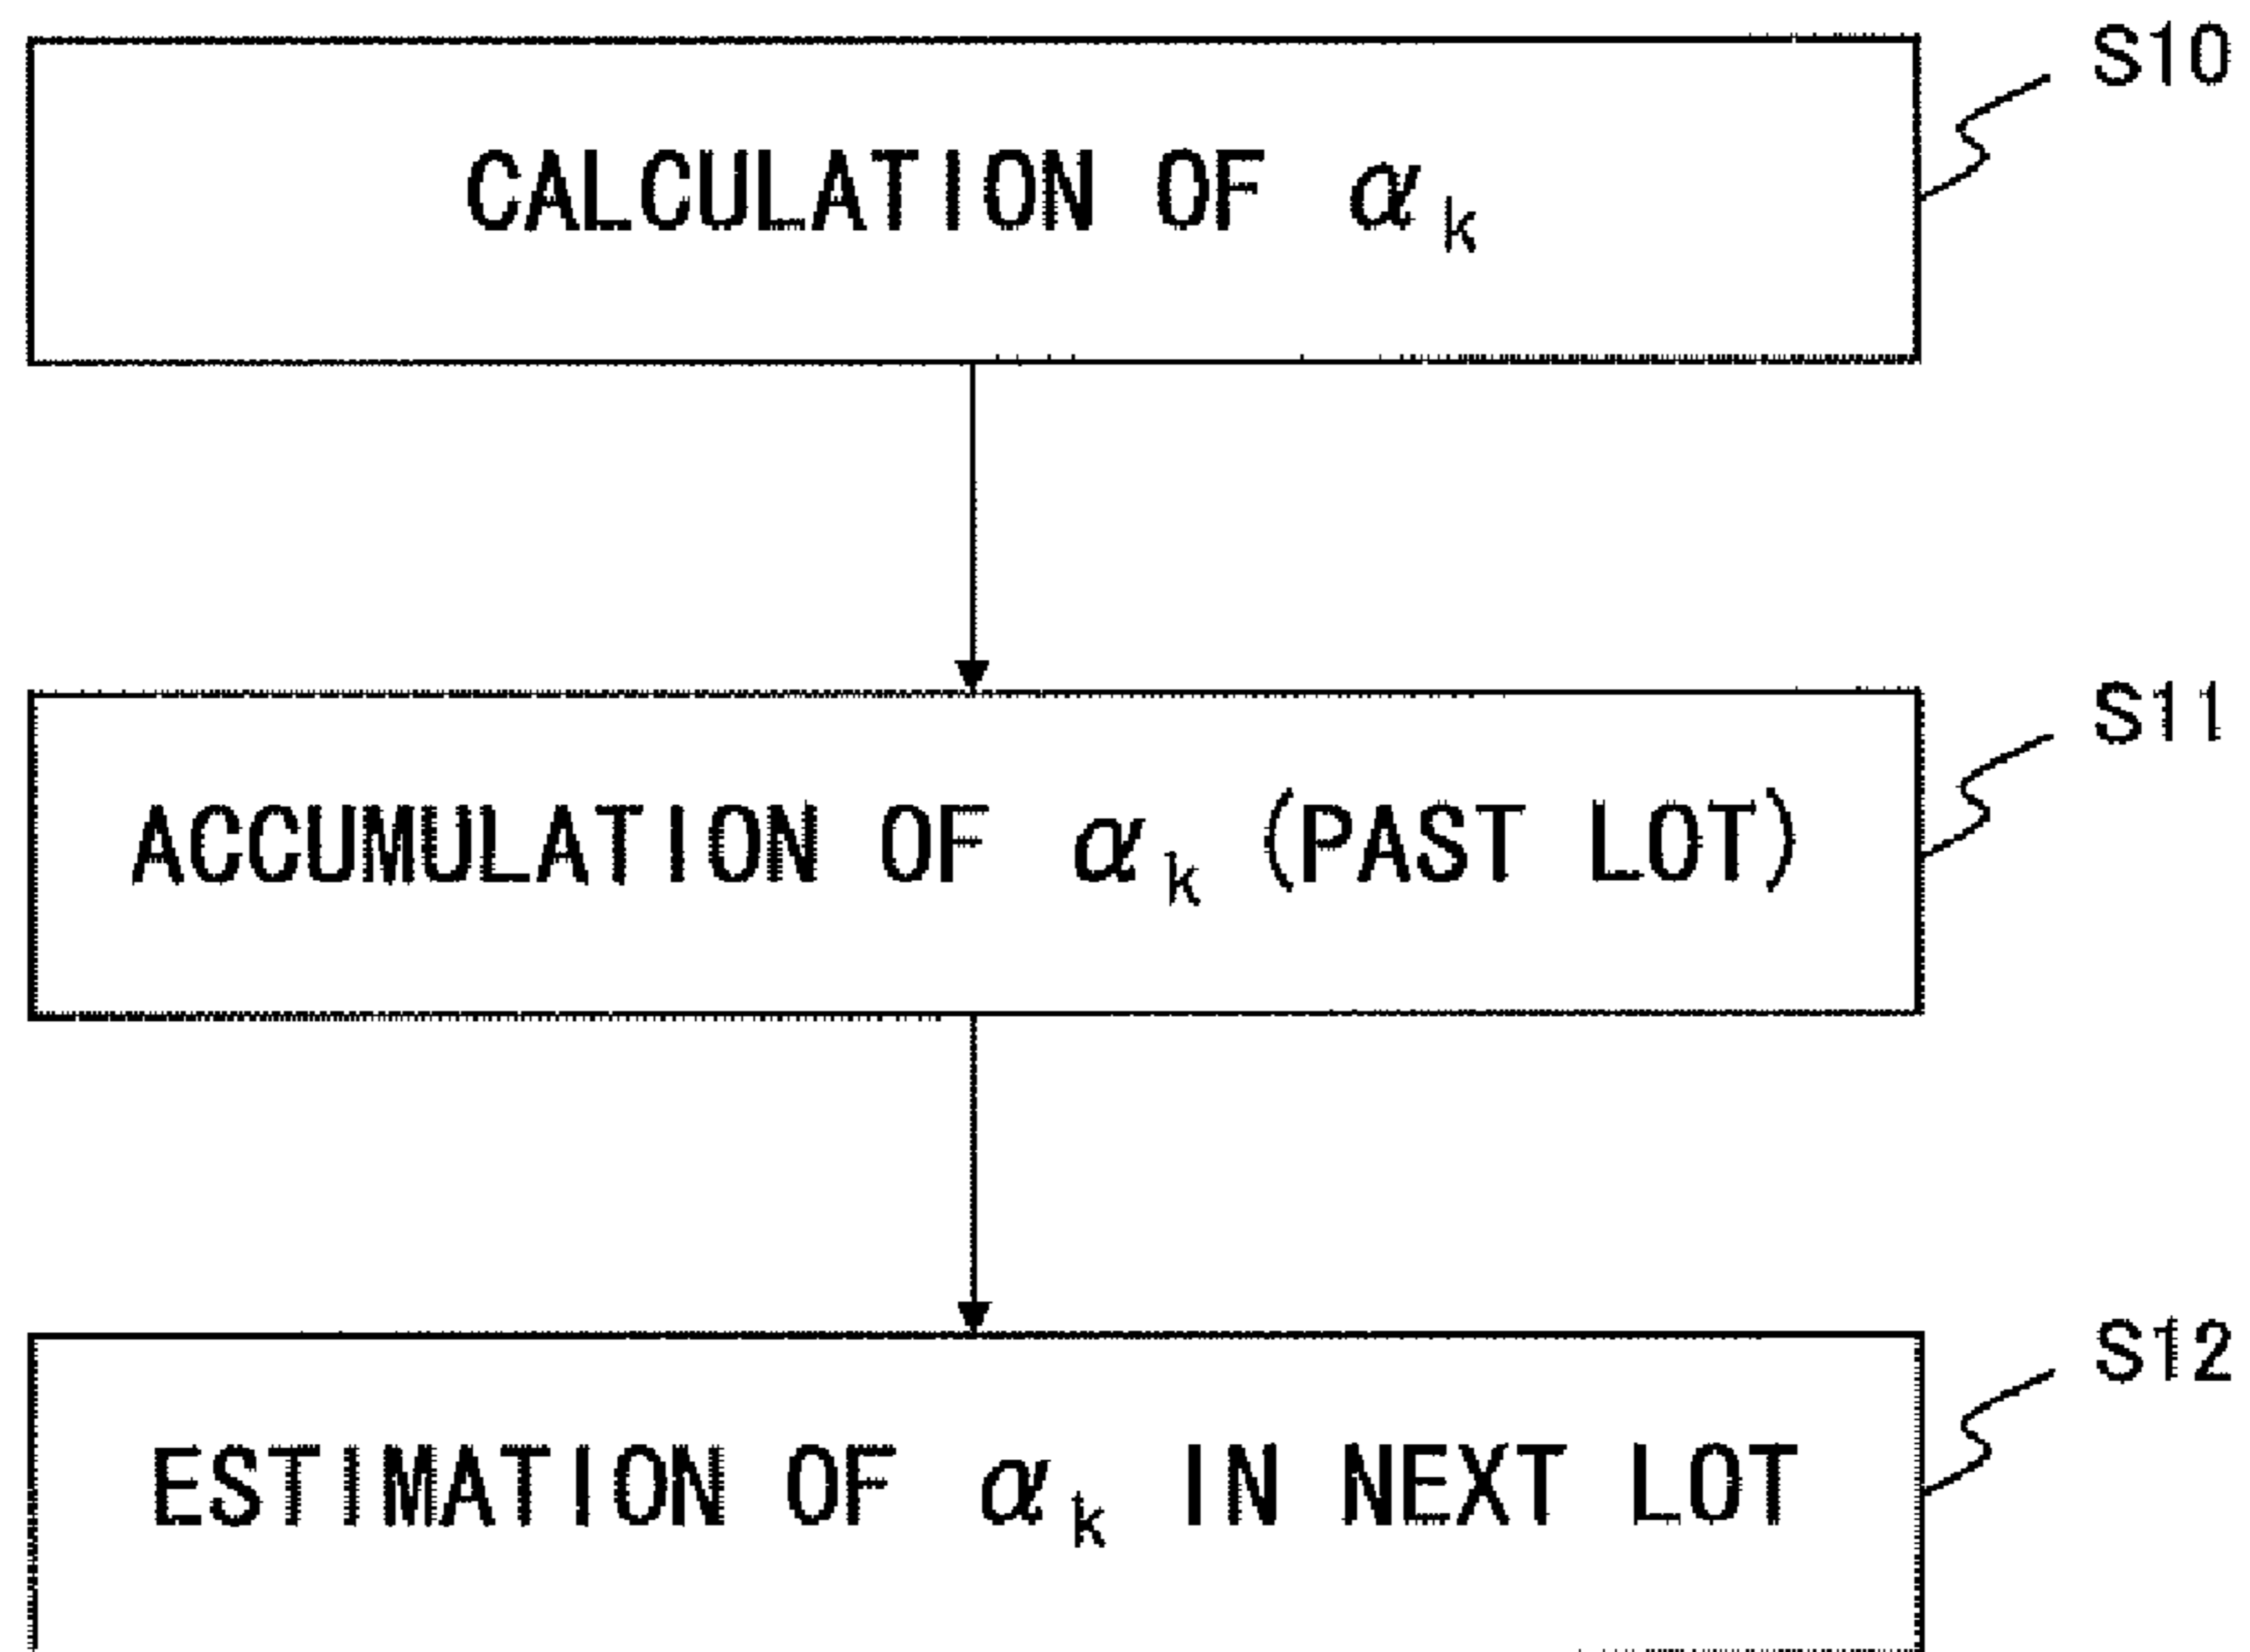 S10
CALCULATION OF αk
S11
ACCUMULATION OF αk (PAST LOT)
S12
ESTIMATION OF αk IN NEXT LOT